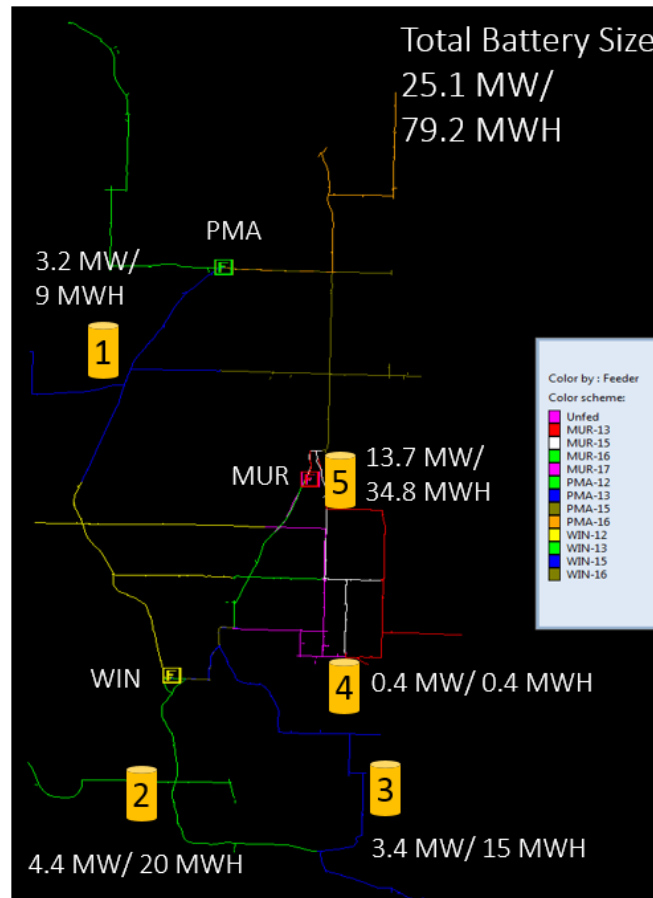 Total Battery Size
25.1 MW/
79.2 MWH
PMA
3.2 MW/
9 MWH
1
Color by : Feeder
Color scheme:
Unfed
MUR-13
MUR-15
MUR-16
MUR-17
PMA-12
PMA-13
PMA-15
PMA-16
WIN-12
WIN-13
WIN-15
WIN-16
MUR
F
5
13.7 MW/
34.8 MWH
WIN
F
4
0.4 MW/ 0.4 MWH
2
4.4 MW/ 20 MWH
3
3.4 MW/ 15 MWH